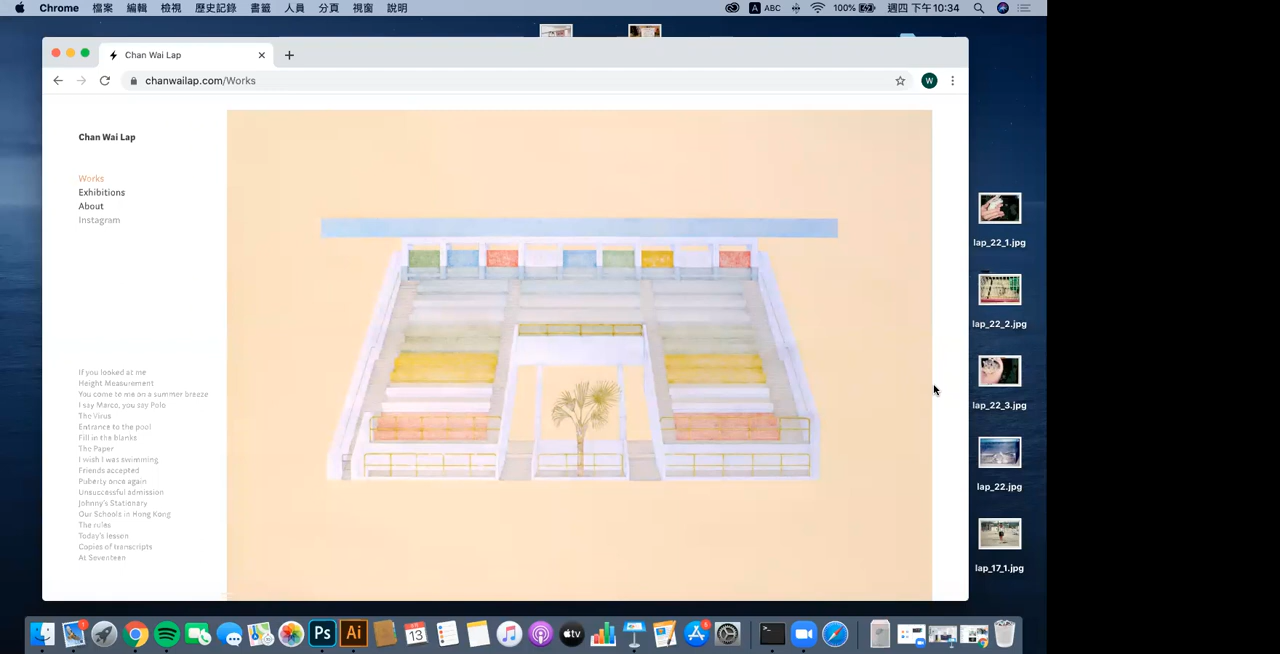 Chrome 檔案 編輯 檢視 歷史記錄 書籤 人員 分頁 視窗 說明 A ABC 100% 週四 下午10:34
Chan Wai Lap
chanwailap.com/Works
W
Chan Wai Lap
Works
Exhibitions
About
Instagram
If you looked at me
Height Measurement
You come to me on a summer breeze
I say Marco, you say Polo
The Virus
Entrance to the pool
Fill in the blanks
The Paper
I wish I was swimming
Friends accepted
Puberty once again
Unsuccessful admission
Johnny's Stationary
Our Schools in Hong Kong
The rules
Today's lesson
Copies of transcripts
At Seventeen
lap_22_1.jpg
lap_22_2.jpg
lap_22_3.jpg
lap_22.jpg
lap_17_1.jpg
Ps Ai 13 tv